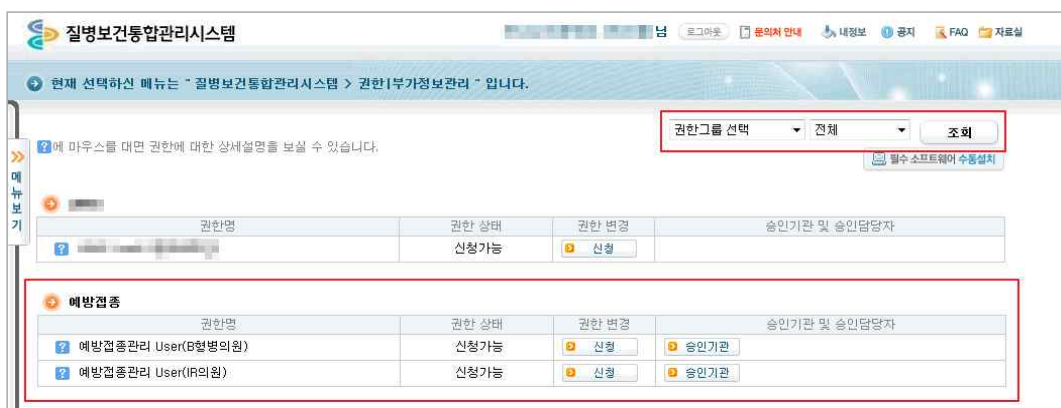 질병보건통합관리시스템
님 로그아웃 문의처 안내 내정보 공지 FAQ 자료실
현재 선택하신 메뉴는 " 질병보건통합관리시스템 > 권한|부가정보관리 " 입니다.
권한그룹 선택 전체 조회
?에 마우스를 대면 권한에 대한 상세설명을 보실 수 있습니다.
필수 소프트웨어 수동설치
메뉴보기
권한명 권한 상태 권한 변경 승인기관 및 승인담당자
? 신청가능 신청
예방접종
권한명 권한 상태 권한 변경 승인기관 및 승인담당자
? 예방접종관리 User(B형병의원) 신청가능 신청 승인기관
? 예방접종관리 User(IR의원) 신청가능 신청 승인기관